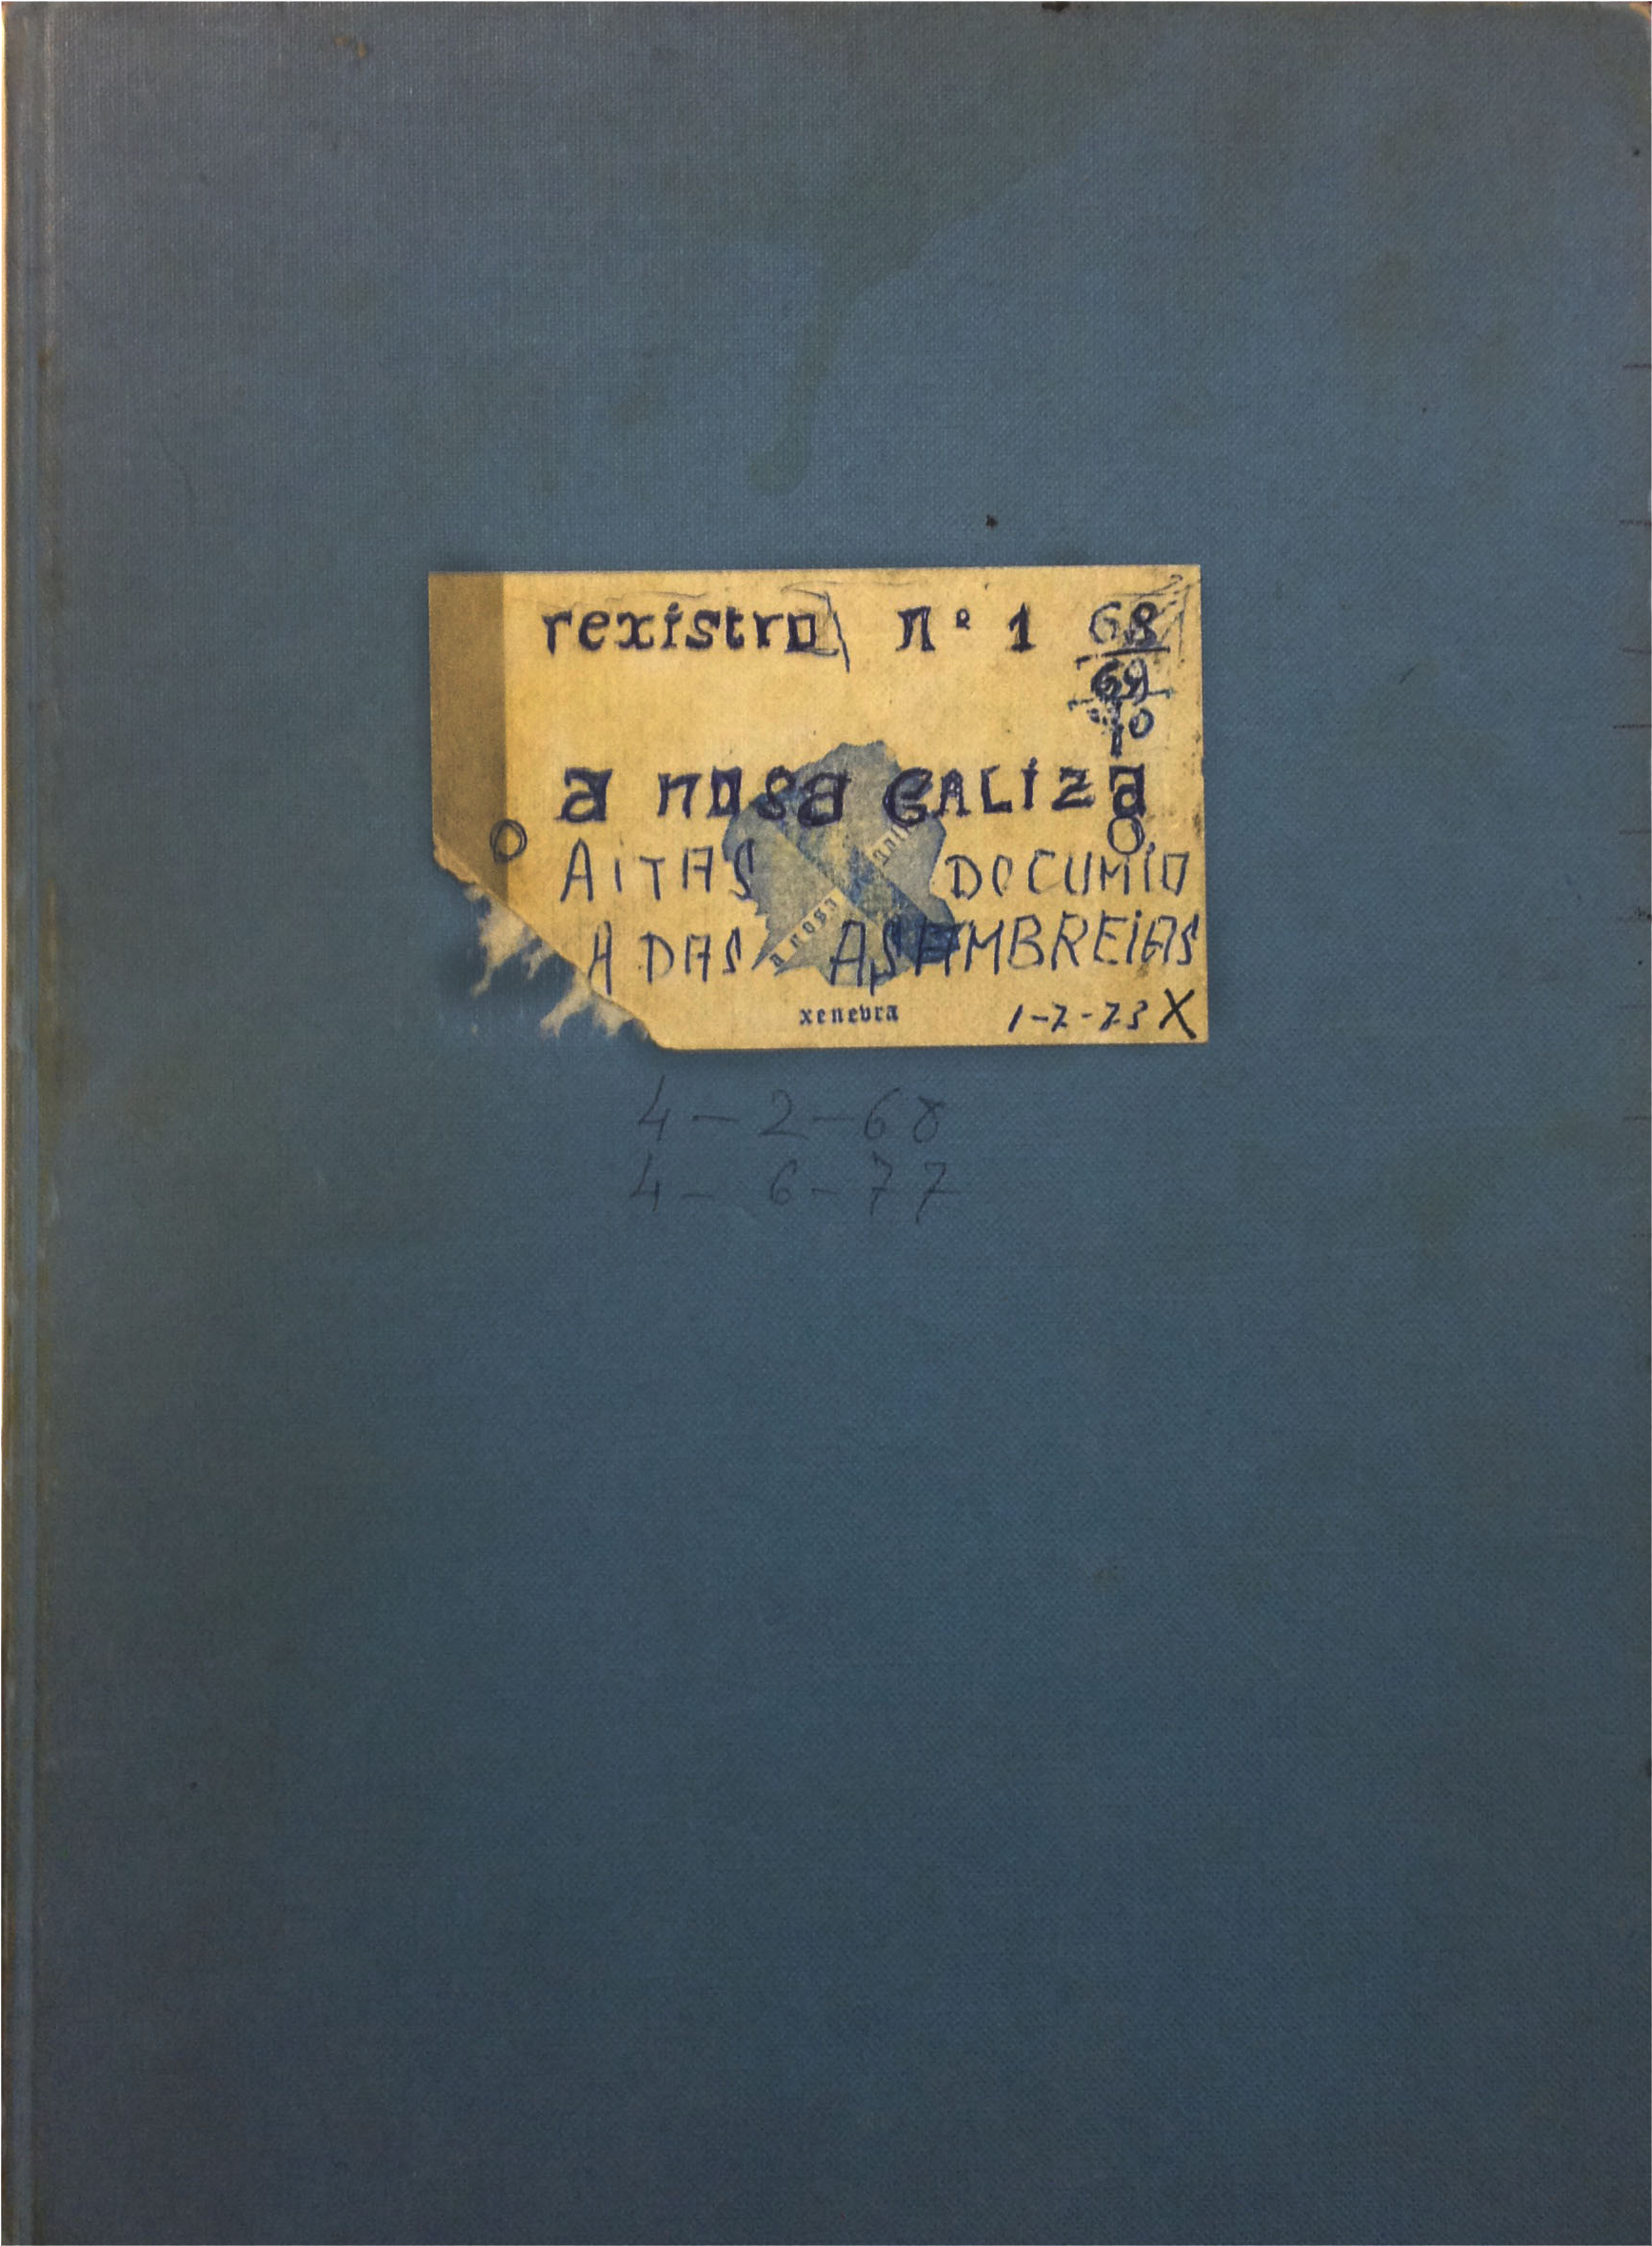 rexistro nº 1 68
69
70
a nosa GALiza
AiTAS DOCUMIO
A DAS ASAMBREIAS
a nosa
xenebra 1-7-73 X
4-2-68
4-6-77